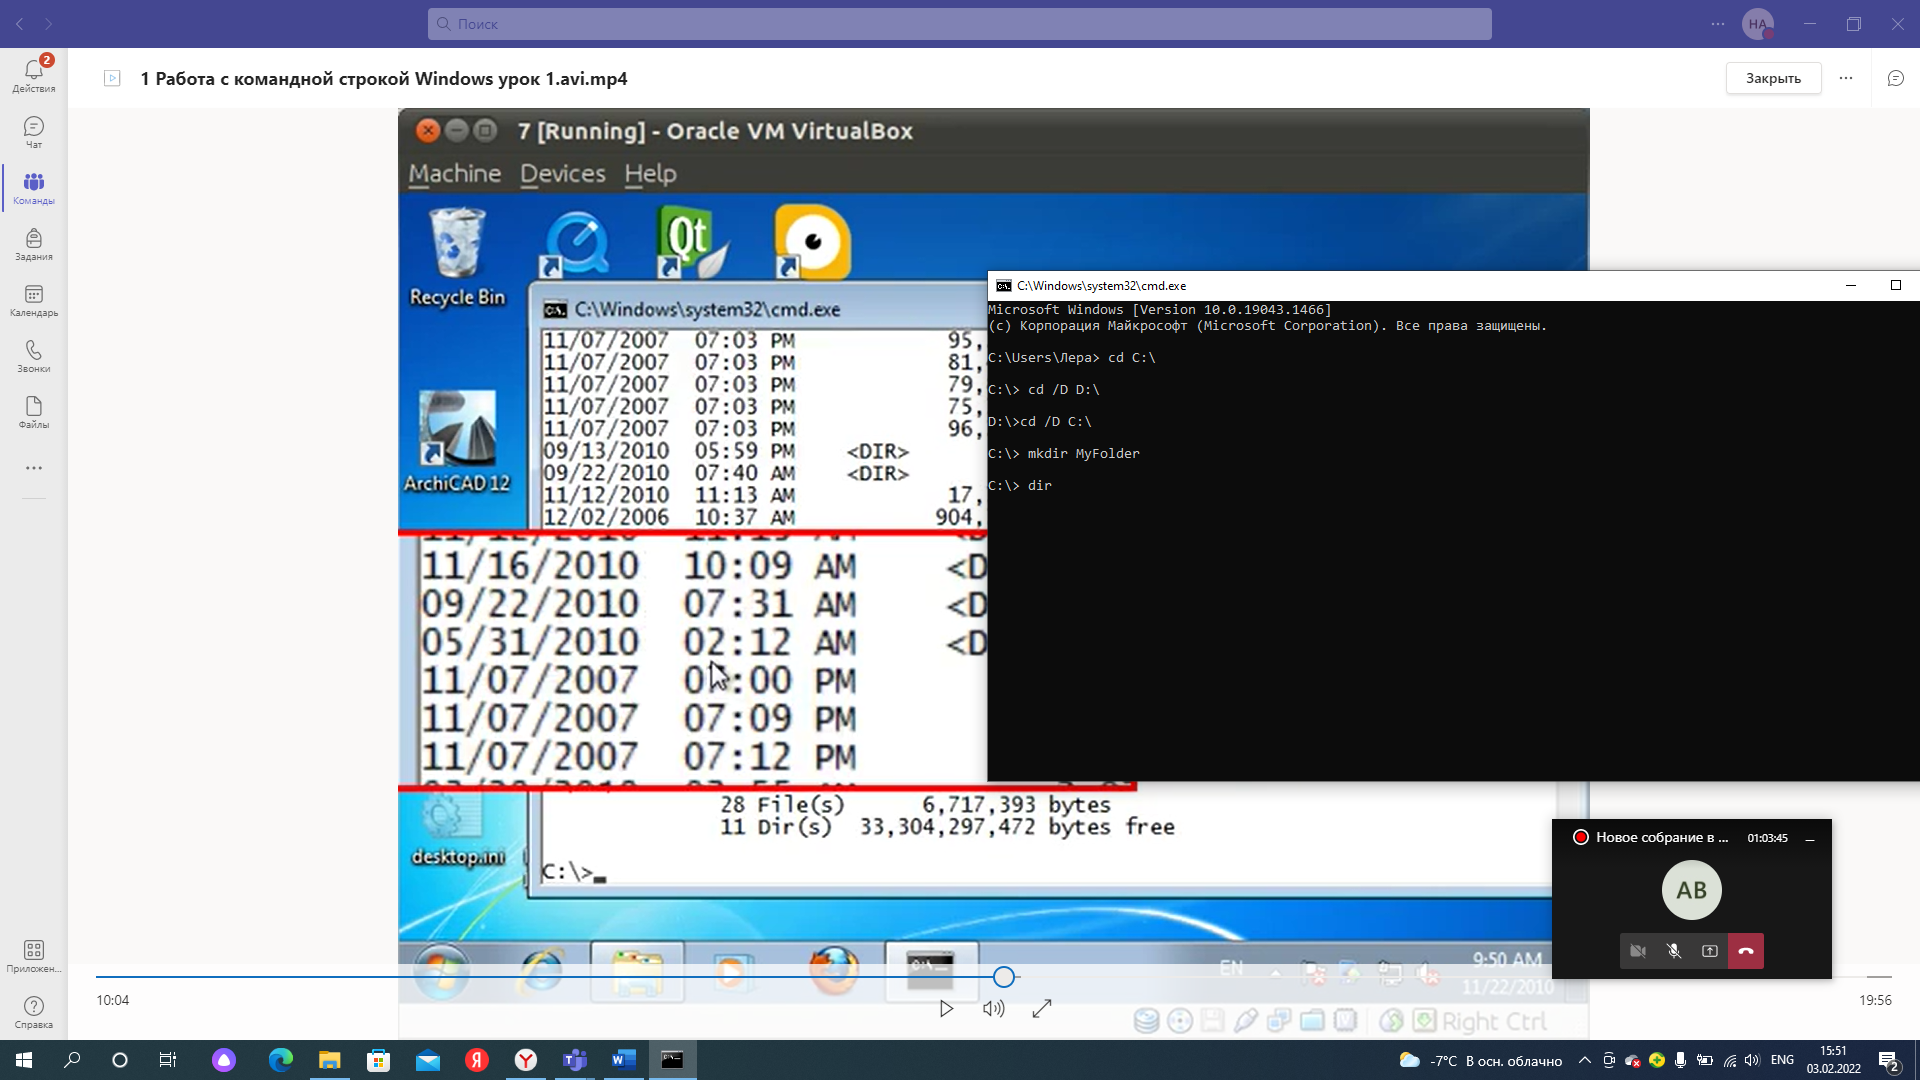 Поиск
НА
2
Действия
Чат
Команды
Задания
Календарь
Звонки
Файлы
Приложен...
Справка
1 Работа с командной строкой Windows урок 1.avi.mp4
Закрыть
7 [Running] - Oracle VM VirtualBox
Machine Devices Help
Qt
Recycle Bin
ArchiCAD 12
desktop.ini
C:\Windows\system32\cmd.exe
11/07/2007 07:03 PM 95,
11/07/2007 07:03 PM 81,
11/07/2007 07:03 PM 79,
11/07/2007 07:03 PM 75,
11/07/2007 07:03 PM 96,
09/13/2010 05:59 PM <DIR>
09/22/2010 07:40 AM <DIR>
11/12/2010 11:13 AM 17,
12/02/2006 10:37 AM 904,
11/16/2010 10:09 AM <D
09/22/2010 07:31 AM <D
05/31/2010 02:12 AM <D
11/07/2007 :00 PM
11/07/2007 07:09 PM
11/07/2007 07:12 PM
28 File(s) 6,717,393 bytes
11 Dir(s) 33,304,297,472 bytes free
C:\>_
C:\Windows\system32\cmd.exe
Microsoft Windows [Version 10.0.19043.1466]
(c) Корпорация Майкрософт (Microsoft Corporation). Все права защищены.
C:\Users\Лера> cd C:\
C:\> cd /D D:\
D:\>cd /D C:\
C:\> mkdir MyFolder
C:\> dir
Новое собрание в ... 01:03:45
AB
EN
9:50 AM
11/22/2010
Right Ctrl
10:04
19:56
-7°C В осн. облачно
ENG
15:51
03.02.2022
2